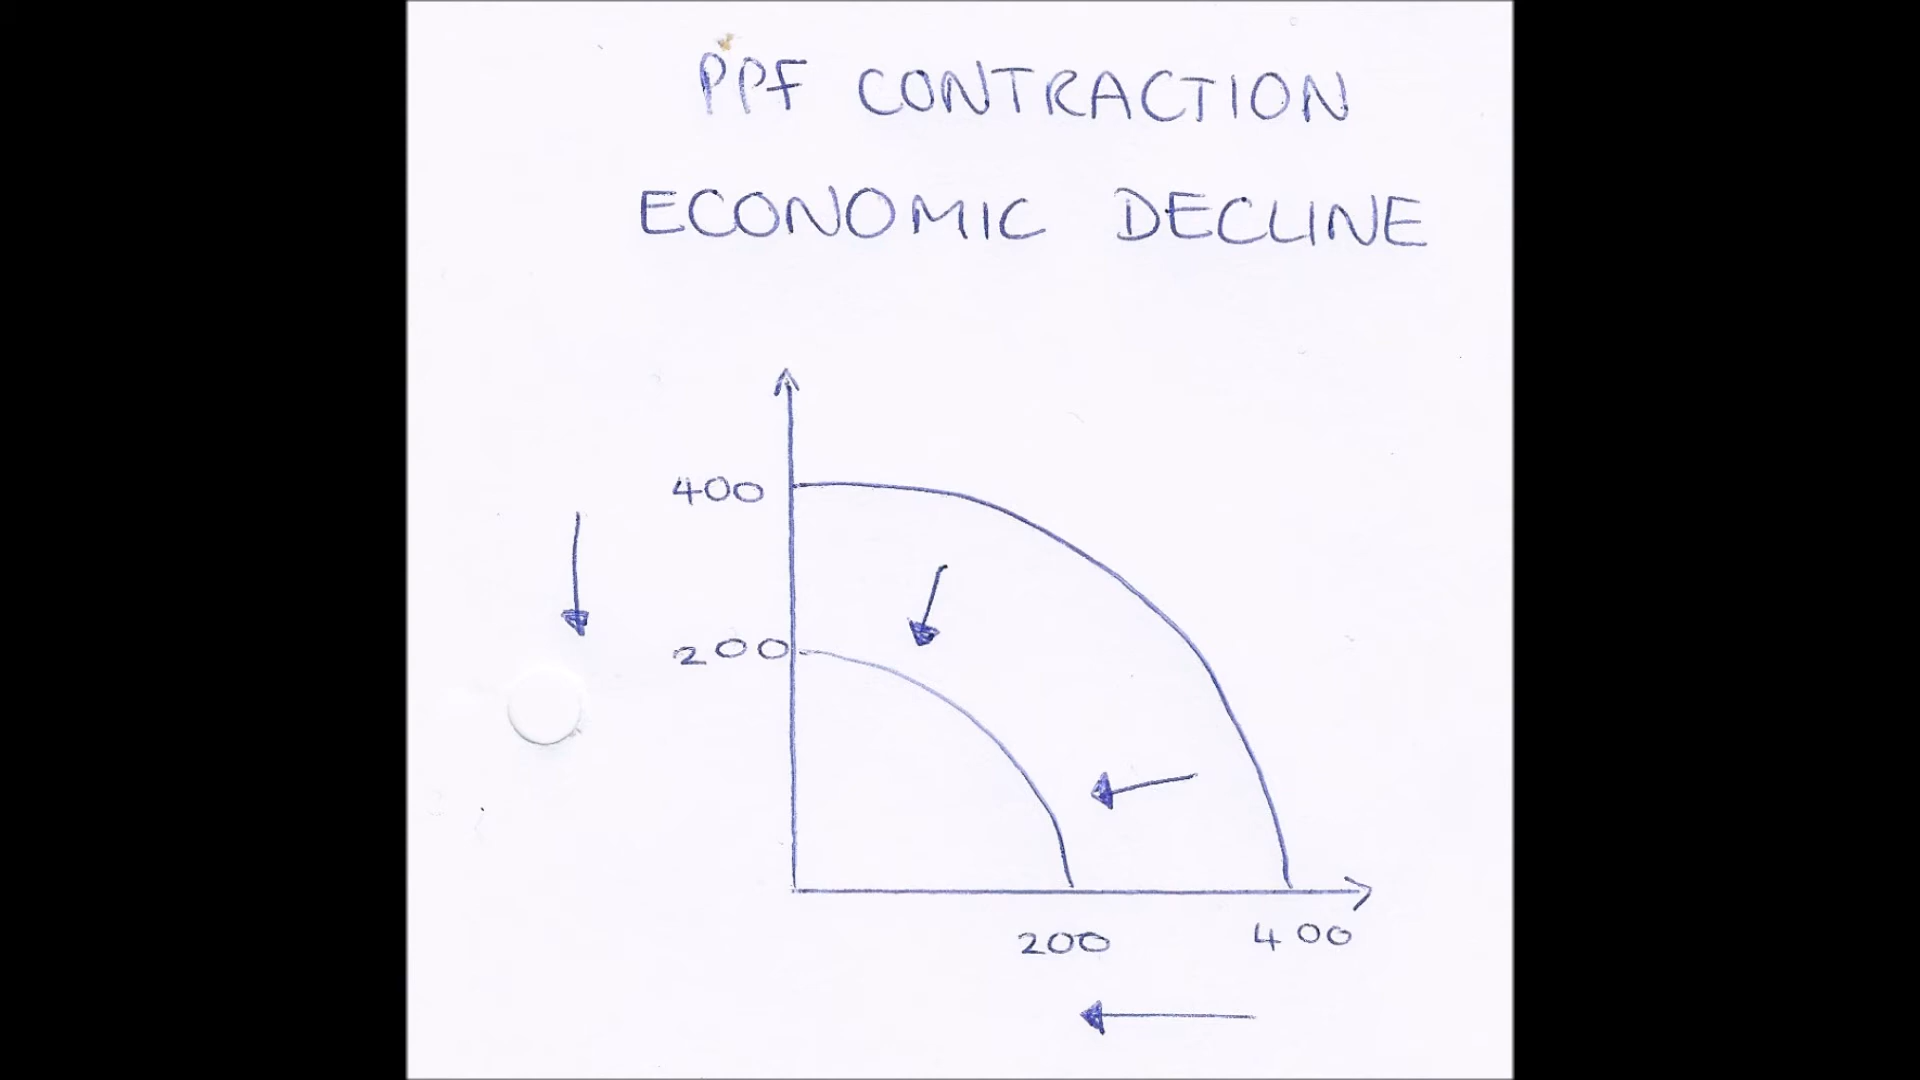 PPF CONTRACTION
ECONOMIC DECLINE
400
200
200 400